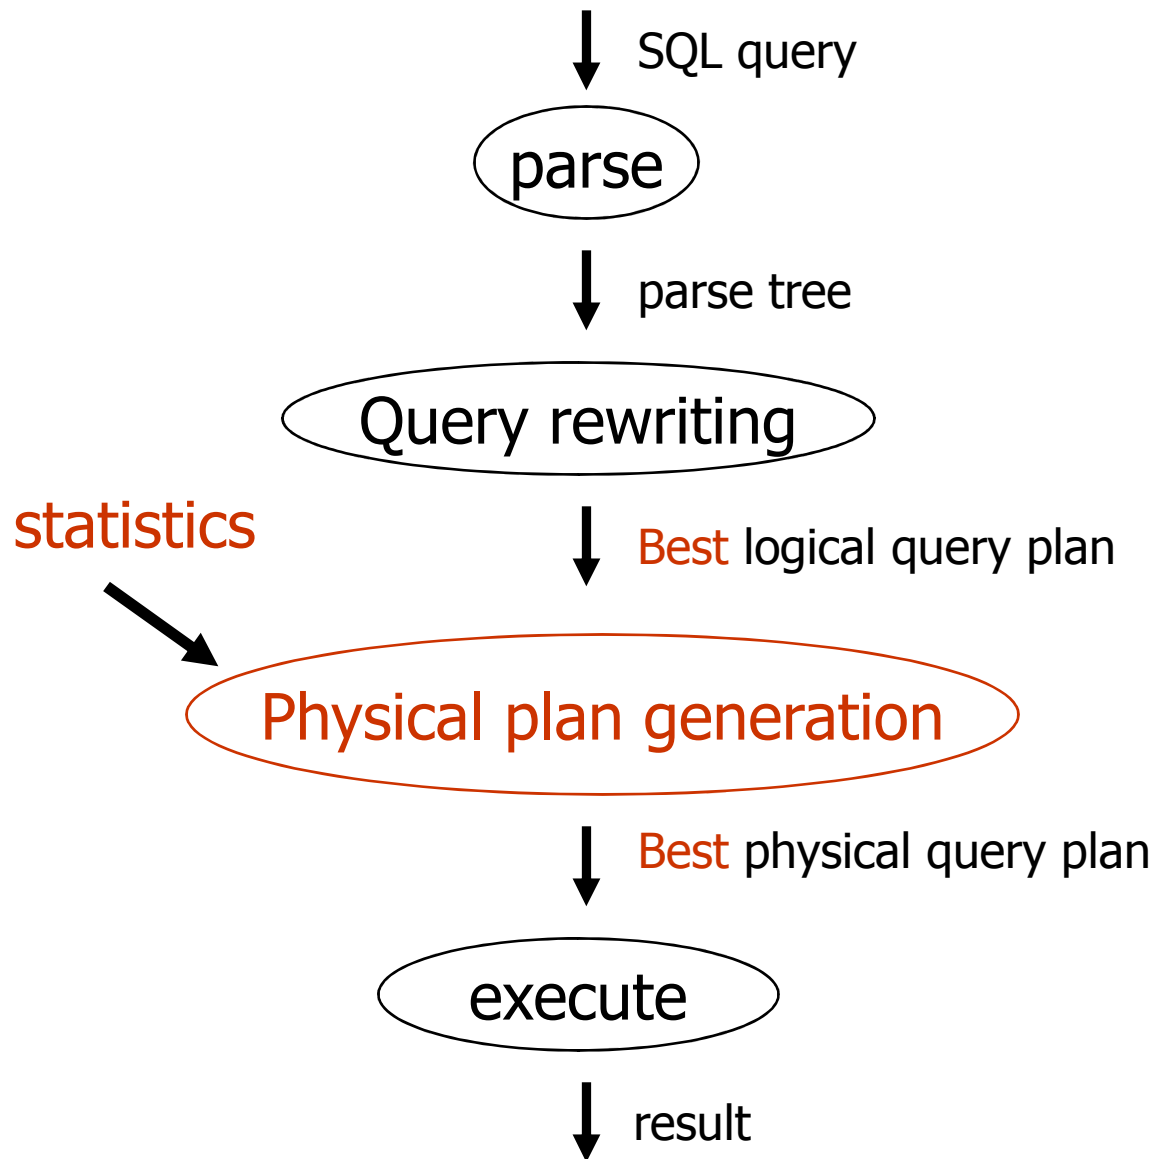 SQL query
parse
parse tree
Query rewriting
statistics
Best logical query plan
Physical plan generation
Best physical query plan
execute
result